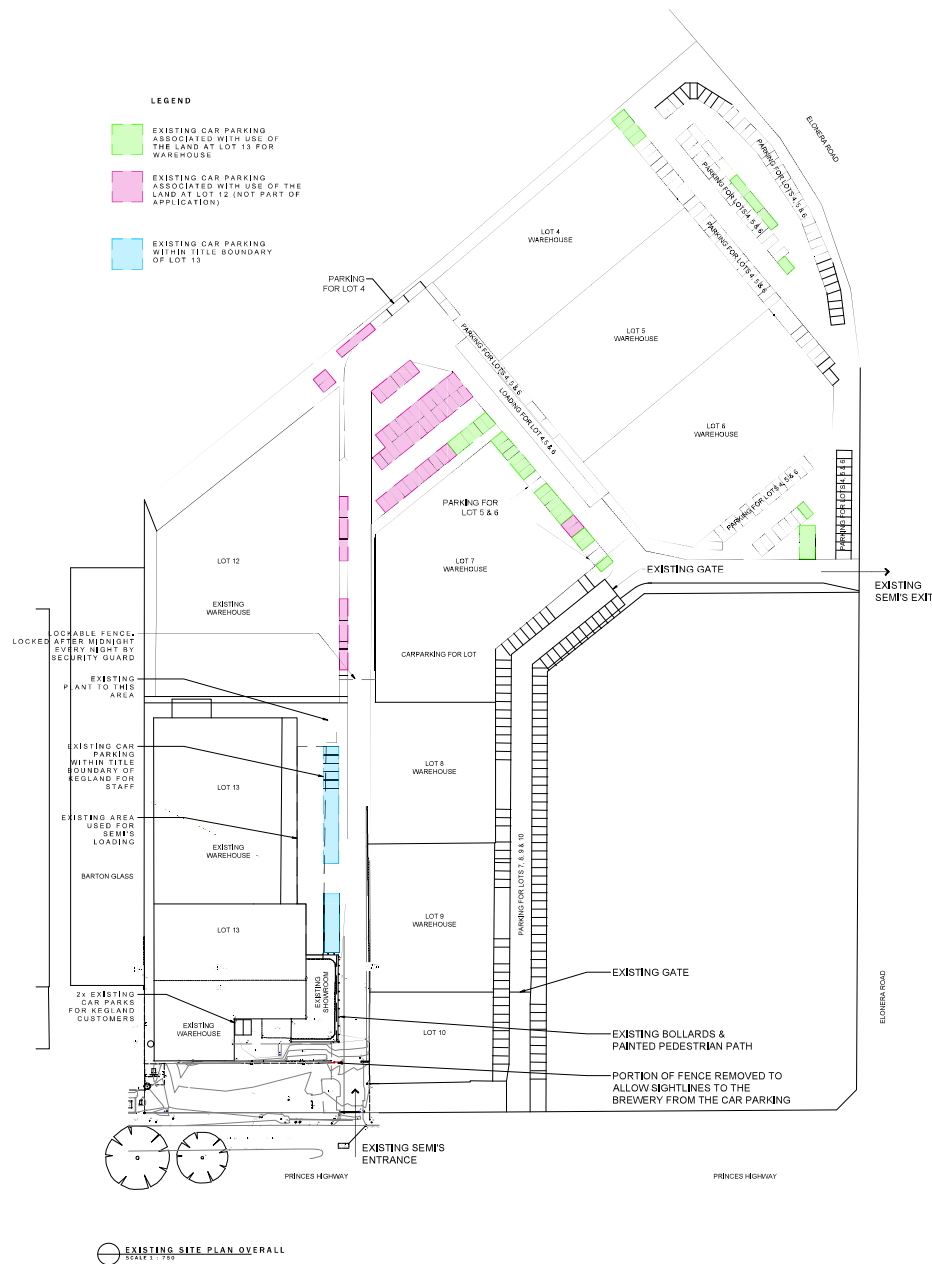 LEGEND
EXISTING CAR PARKING
ASSOCIATED WITH USE OF
THE LAND AT LOT 13 FOR
WAREHOUSE
EXISTING CAR PARKING
ASSOCIATED WITH USE OF THE
LAND AT LOT 12 (NOT PART OF
APPLICATION)
EXISTING CAR PARKING
WITHIN TITLE BOUNDARY
OF LOT 13
ELONERA ROAD
PARKING FOR LOTS 4, 5 & 6
PARKING FOR LOTS 4, 5 & 6
PARKING FOR LOTS 4, 5 & 6
LOT 4
WAREHOUSE
PARKING
FOR LOT 4
LOT 5
WAREHOUSE
PARKING FOR LOTS 4, 5 & 6
LOADING FOR LOT 4,5 & 6
LOT 6
WAREHOUSE
PARKING FOR LOTS 4, 5 & 6
PARKING FOR LOTS 4, 5 & 6
PARKING FOR
LOT 5 & 6
LOT 7
WAREHOUSE
EXISTING GATE
EXISTING
SEMI'S EXIT
LOT 12
EXISTING
WAREHOUSE
LOCKABLE FENCE.
LOCKED AFTER MIDNIGHT
EVERY NIGHT BY
SECURITY GUARD
CARPARKING FOR LOT
EXISTING
PLANT TO THIS
AREA
EXISTING CAR
PARKING
WITHIN TITLE
BOUNDARY OF
KEGLAND FOR
STAFF
LOT 13
LOT 8
WAREHOUSE
EXISTING AREA
USED FOR
SEMI'S
LOADING
EXISTING
WAREHOUSE
BARTON GLASS
PARKING FOR LOTS 7, 8, 9 & 10
LOT 9
WAREHOUSE
LOT 13
EXISTING GATE
EXISTING
SHOWROOM
2x EXISTING
CAR PARKS
FOR KEGLAND
CUSTOMERS
EXISTING
WAREHOUSE
LOT 10
ELONERA ROAD
EXISTING BOLLARDS &
PAINTED PEDESTRIAN PATH
PORTION OF FENCE REMOVED TO
ALLOW SIGHTLINES TO THE
BREWERY FROM THE CAR PARKING
EXISTING SEMI'S
ENTRANCE
PRINCES HIGHWAY
PRINCES HIGHWAY
EXISTING SITE PLAN OVERALL
SCALE 1 : 750